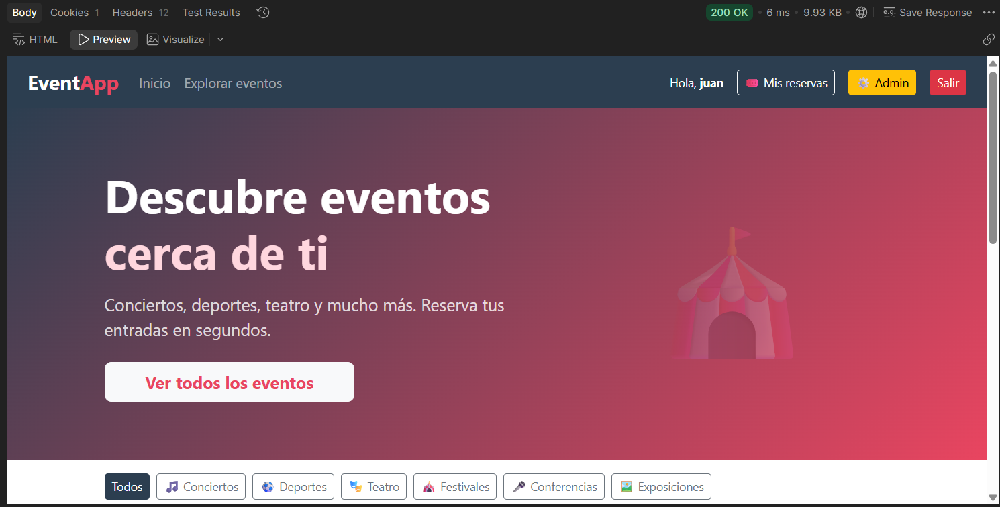 Body Cookies 1 Headers 12 Test Results 200 OK • 6 ms • 9.93 KB • e.g. Save Response
HTML Preview Visualize
EventApp Inicio Explorar eventos Hola, juan Mis reservas Admin Salir
Descubre eventos
cerca de ti
Conciertos, deportes, teatro y mucho más. Reserva tus
entradas en segundos.
Ver todos los eventos
Todos Conciertos Deportes Teatro Festivales Conferencias Exposiciones